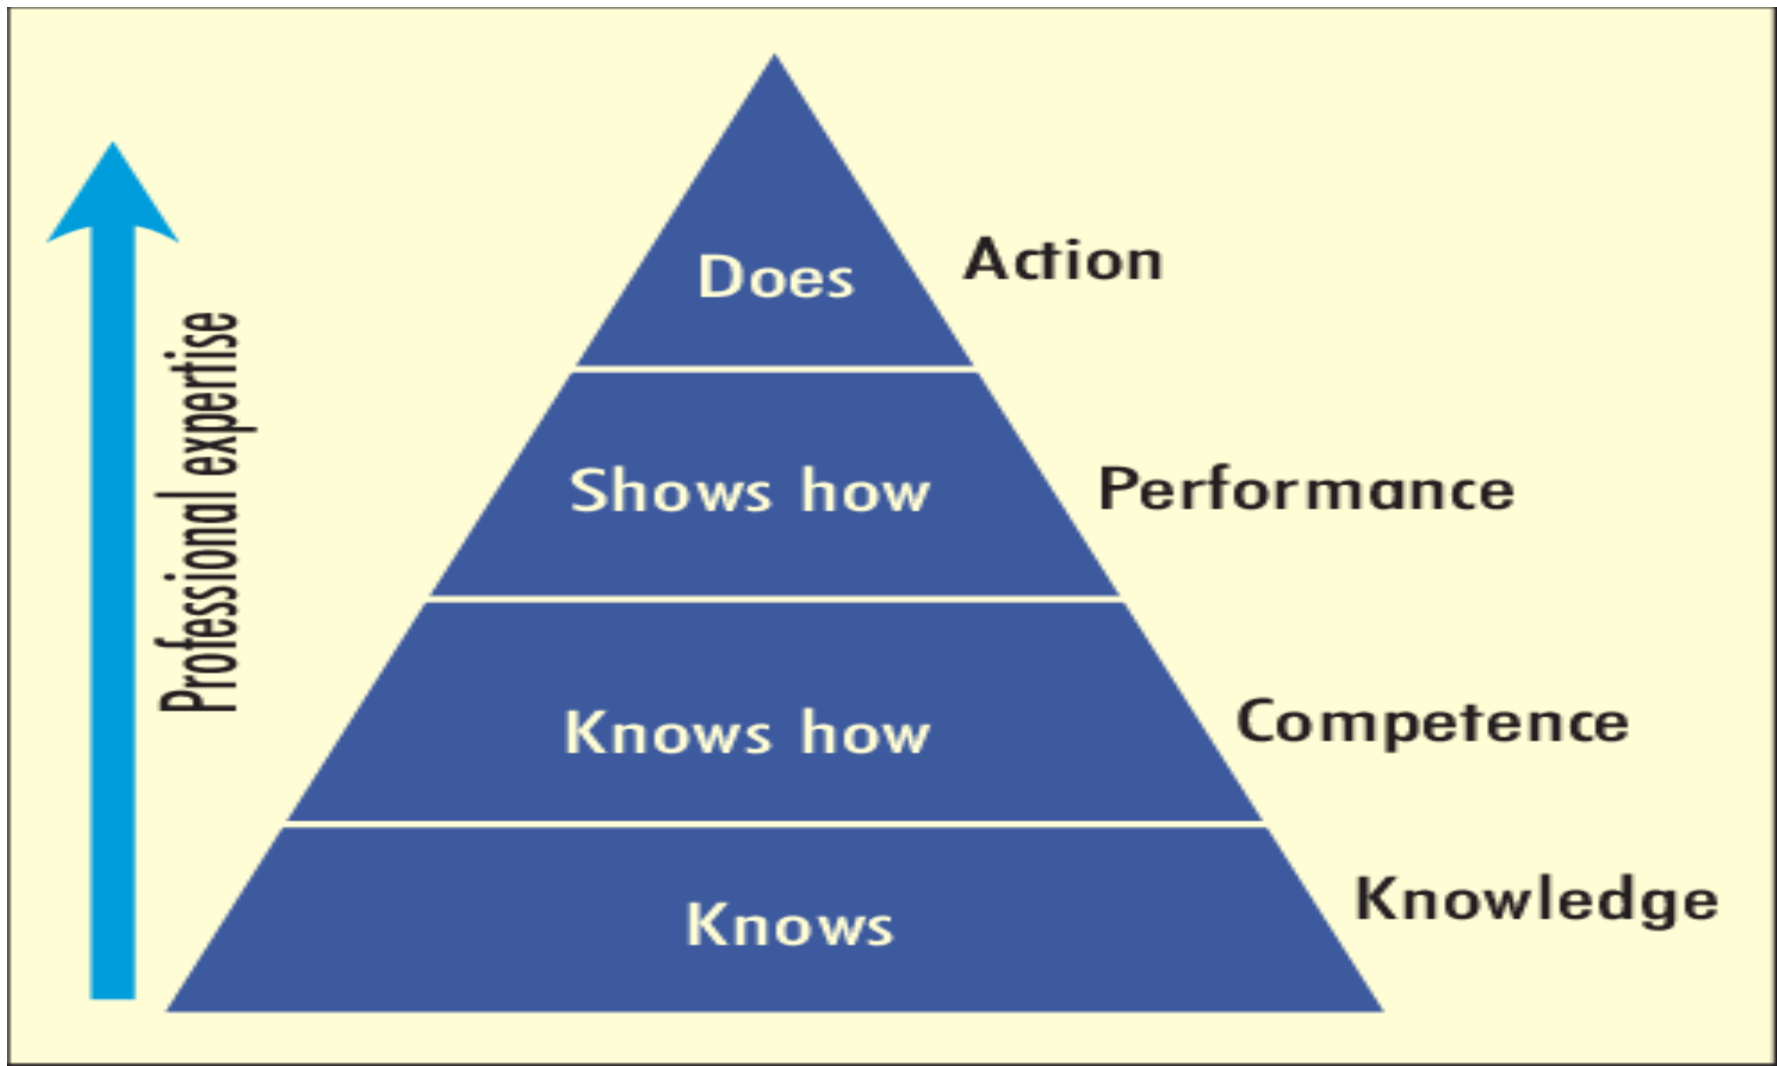 Professional expertise
Does
Action
Shows how
Performance
Knows how
Competence
Knows
Knowledge